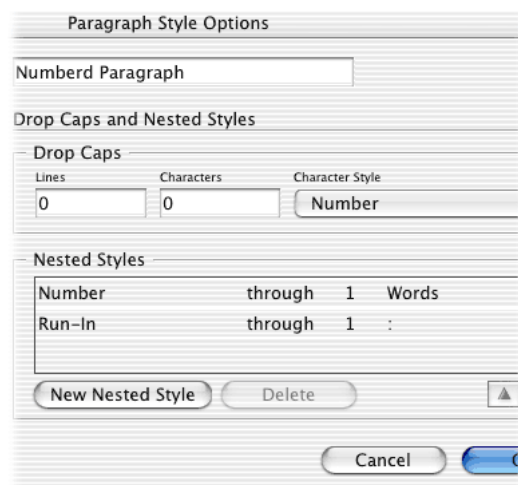 Paragraph Style Options
Numberd Paragraph
Drop Caps and Nested Styles
Drop Caps
Lines Characters Character Style
0 0 Number
Nested Styles
Number through 1 Words
Run-In through 1 :
New Nested Style Delete
Cancel